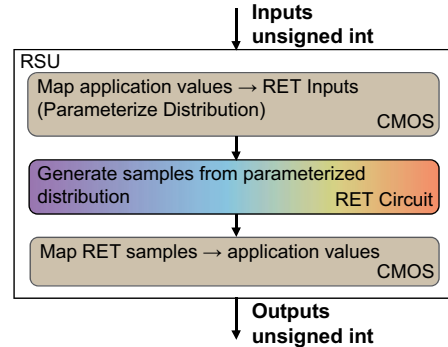 Inputs
unsigned int
RSU
Map application values → RET Inputs
(Parameterize Distribution)
CMOS
Generate samples from parameterized
distribution
RET Circuit
Map RET samples → application values
CMOS
Outputs
unsigned int